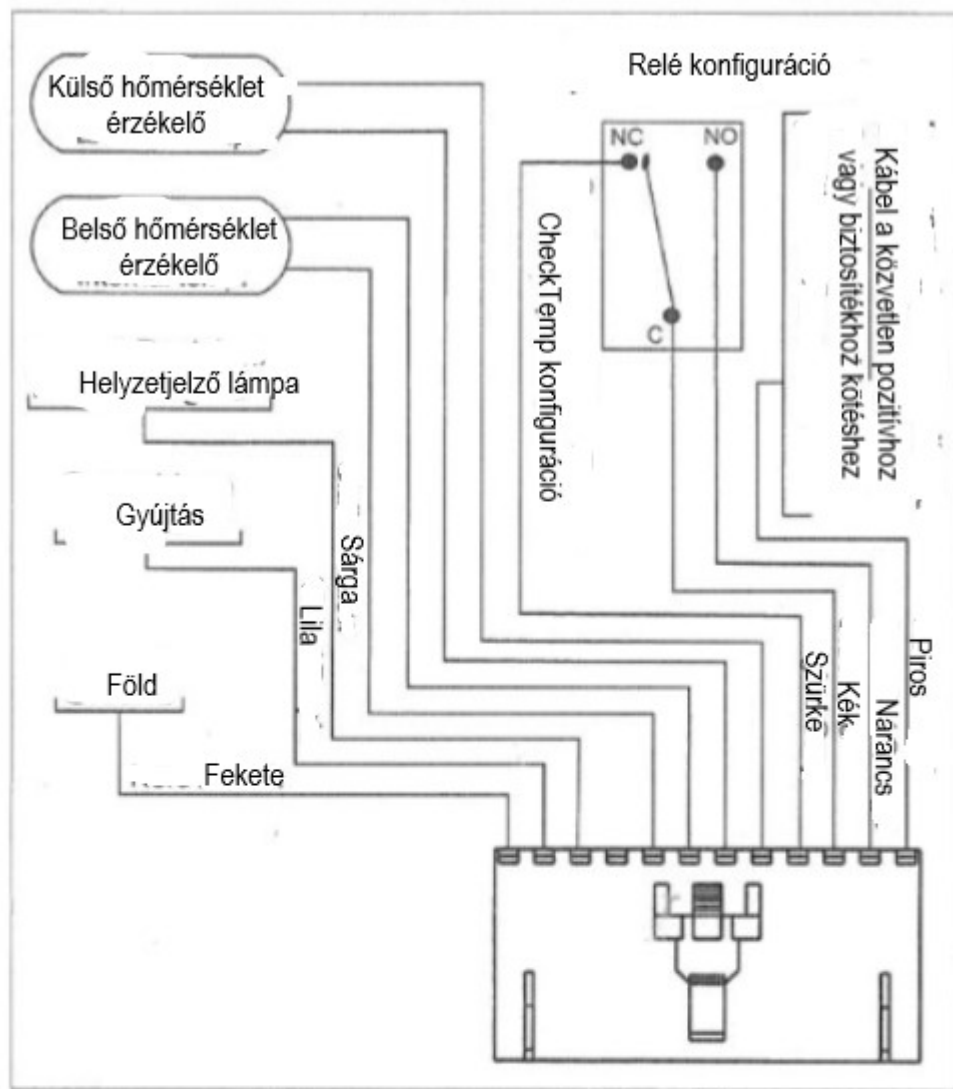 Külső hőmérséklet
érzékelő
Relé konfiguráció
NC
NO
C
Kábel a közvetlen pozitívhoz
vagy biztosítékhoz kötéshez
CheckTemp konfiguráció
Belső hőmérséklet
érzékelő
Helyzetjelző lámpa
Gyújtás
Sárga
Lila
Föld
Fekete
Szürke
Kék
Narancs
Piros